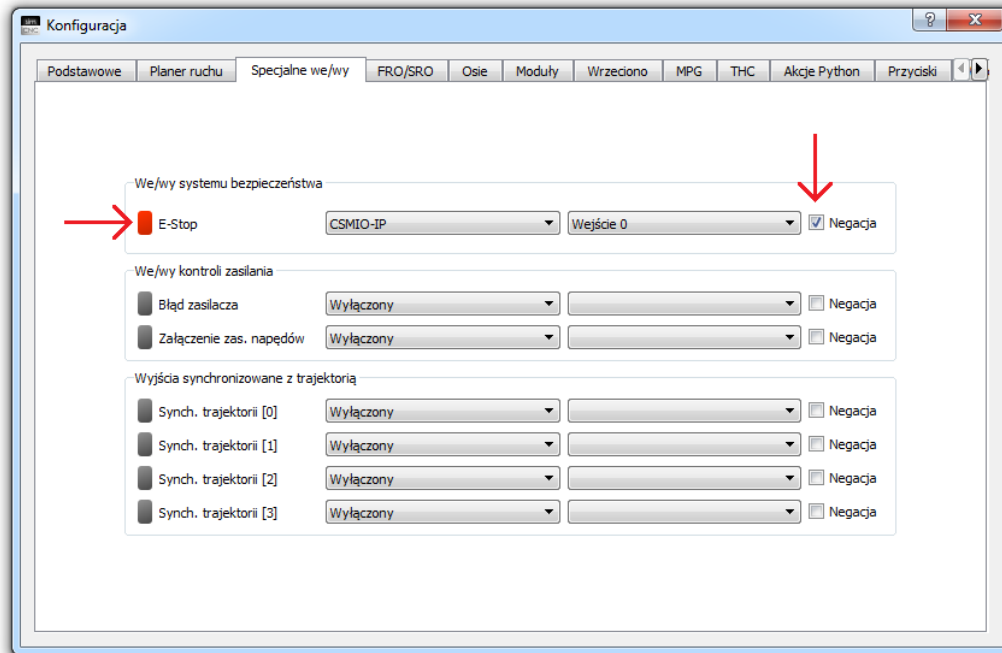 sim CNC Konfiguracja
Podstawowe Planer ruchu Specjalne we/wy FRO/SRO Osie Moduły Wrzeciono MPG THC Akcje Python Przyciski
We/wy systemu bezpieczeństwa
E-Stop CSMIO-IP Wejście 0 Negacja
We/wy kontroli zasilania
Błąd zasilacza Wyłączony Negacja
Załączenie zas. napędów Wyłączony Negacja
Wyjścia synchronizowane z trajektorią
Synch. trajektorii [0] Wyłączony Negacja
Synch. trajektorii [1] Wyłączony Negacja
Synch. trajektorii [2] Wyłączony Negacja
Synch. trajektorii [3] Wyłączony Negacja